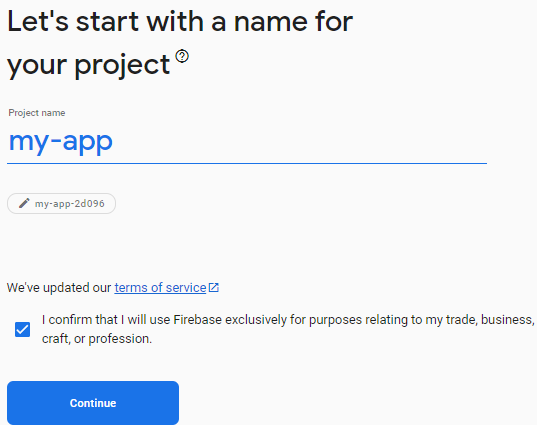 Let's start with a name for
your project
Project name
my-app
my-app-2d096
We've updated our terms of service
I confirm that I will use Firebase exclusively for purposes relating to my trade, business,
craft, or profession.
Continue